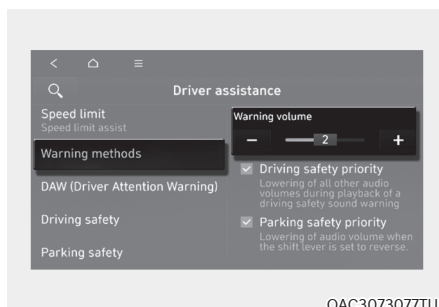 Driver assistance
Speed limit
Speed limit assist
Warning methods
DAW (Driver Attention Warning)
Driving safety
Parking safety
Warning volume
− 2 +
Driving safety priority
Lowering of all other audio
volumes during playback of a
driving safety sound warning
Parking safety priority
Lowering of audio volume when
the shift lever is set to reverse.
OAC3073077TU